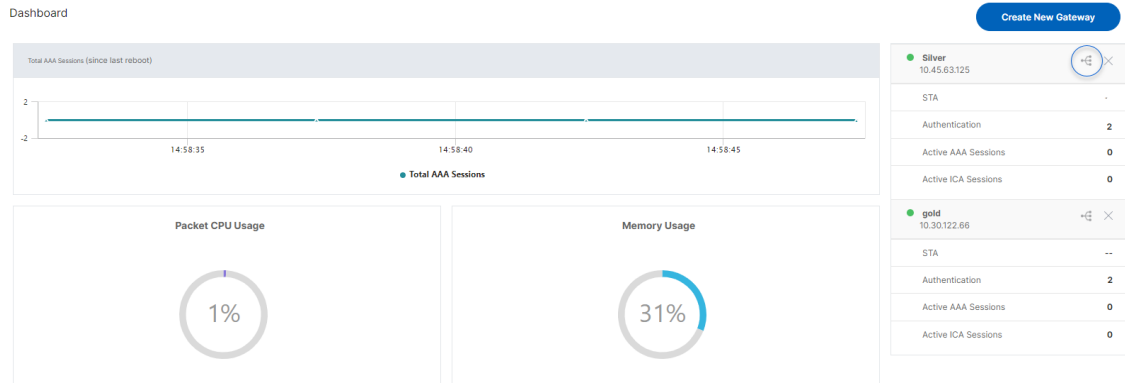 Dashboard
Create New Gateway
Total AAA Sessions (since last reboot)
2
-2
14:58:35
14:58:40
14:58:45
Total AAA Sessions
Packet CPU Usage
1%
Memory Usage
31%
Silver
10.45.63.125
STA -
Authentication 2
Active AAA Sessions 0
Active ICA Sessions 0
gold
10.30.122.66
STA --
Authentication 2
Active AAA Sessions 0
Active ICA Sessions 0